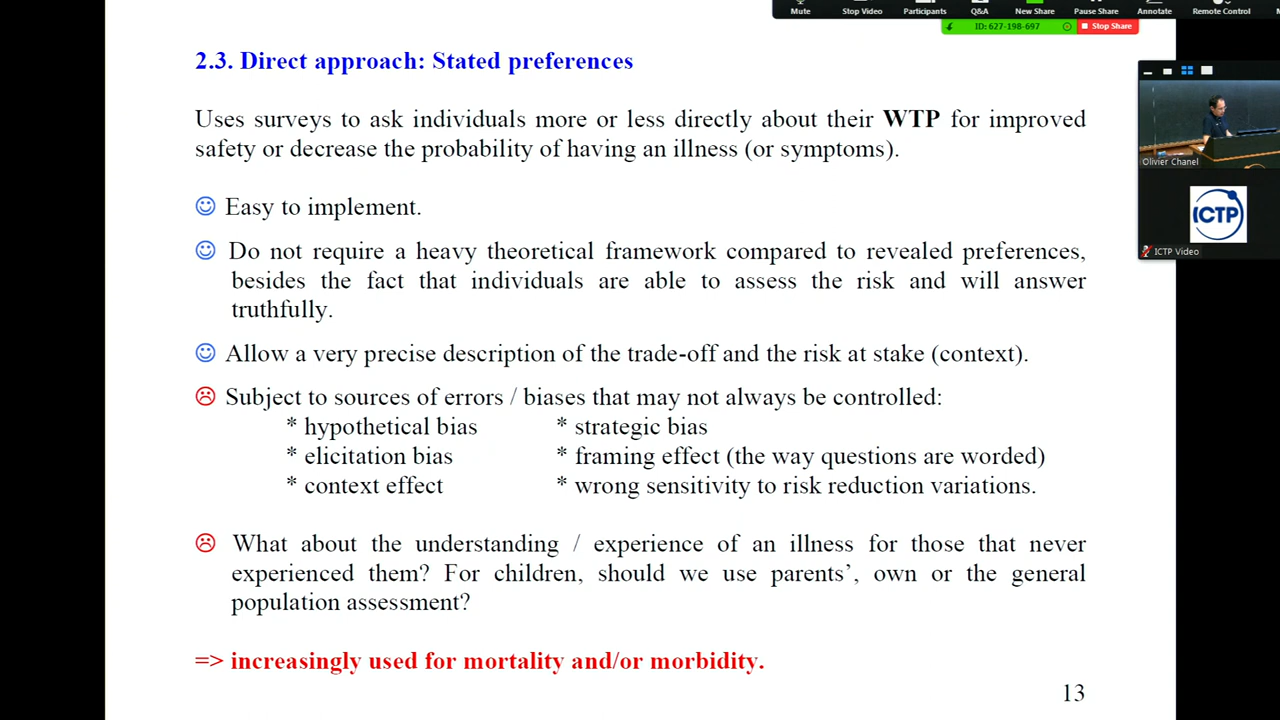 Mute Stop Video Participants Q&A New Share Pause Share Annotate Remote Control
ID: 627-198-697 Stop Share
2.3. Direct approach: Stated preferences
Uses surveys to ask individuals more or less directly about their WTP for improved
safety or decrease the probability of having an illness (or symptoms).
Olivier Chanel
Easy to implement.
ICTP
ICTP Video
Do not require a heavy theoretical framework compared to revealed preferences,
besides the fact that individuals are able to assess the risk and will answer
truthfully.
Allow a very precise description of the trade-off and the risk at stake (context).
Subject to sources of errors / biases that may not always be controlled:
* hypothetical bias * strategic bias
* elicitation bias * framing effect (the way questions are worded)
* context effect * wrong sensitivity to risk reduction variations.
What about the understanding / experience of an illness for those that never
experienced them? For children, should we use parents’, own or the general
population assessment?
=> increasingly used for mortality and/or morbidity.
13